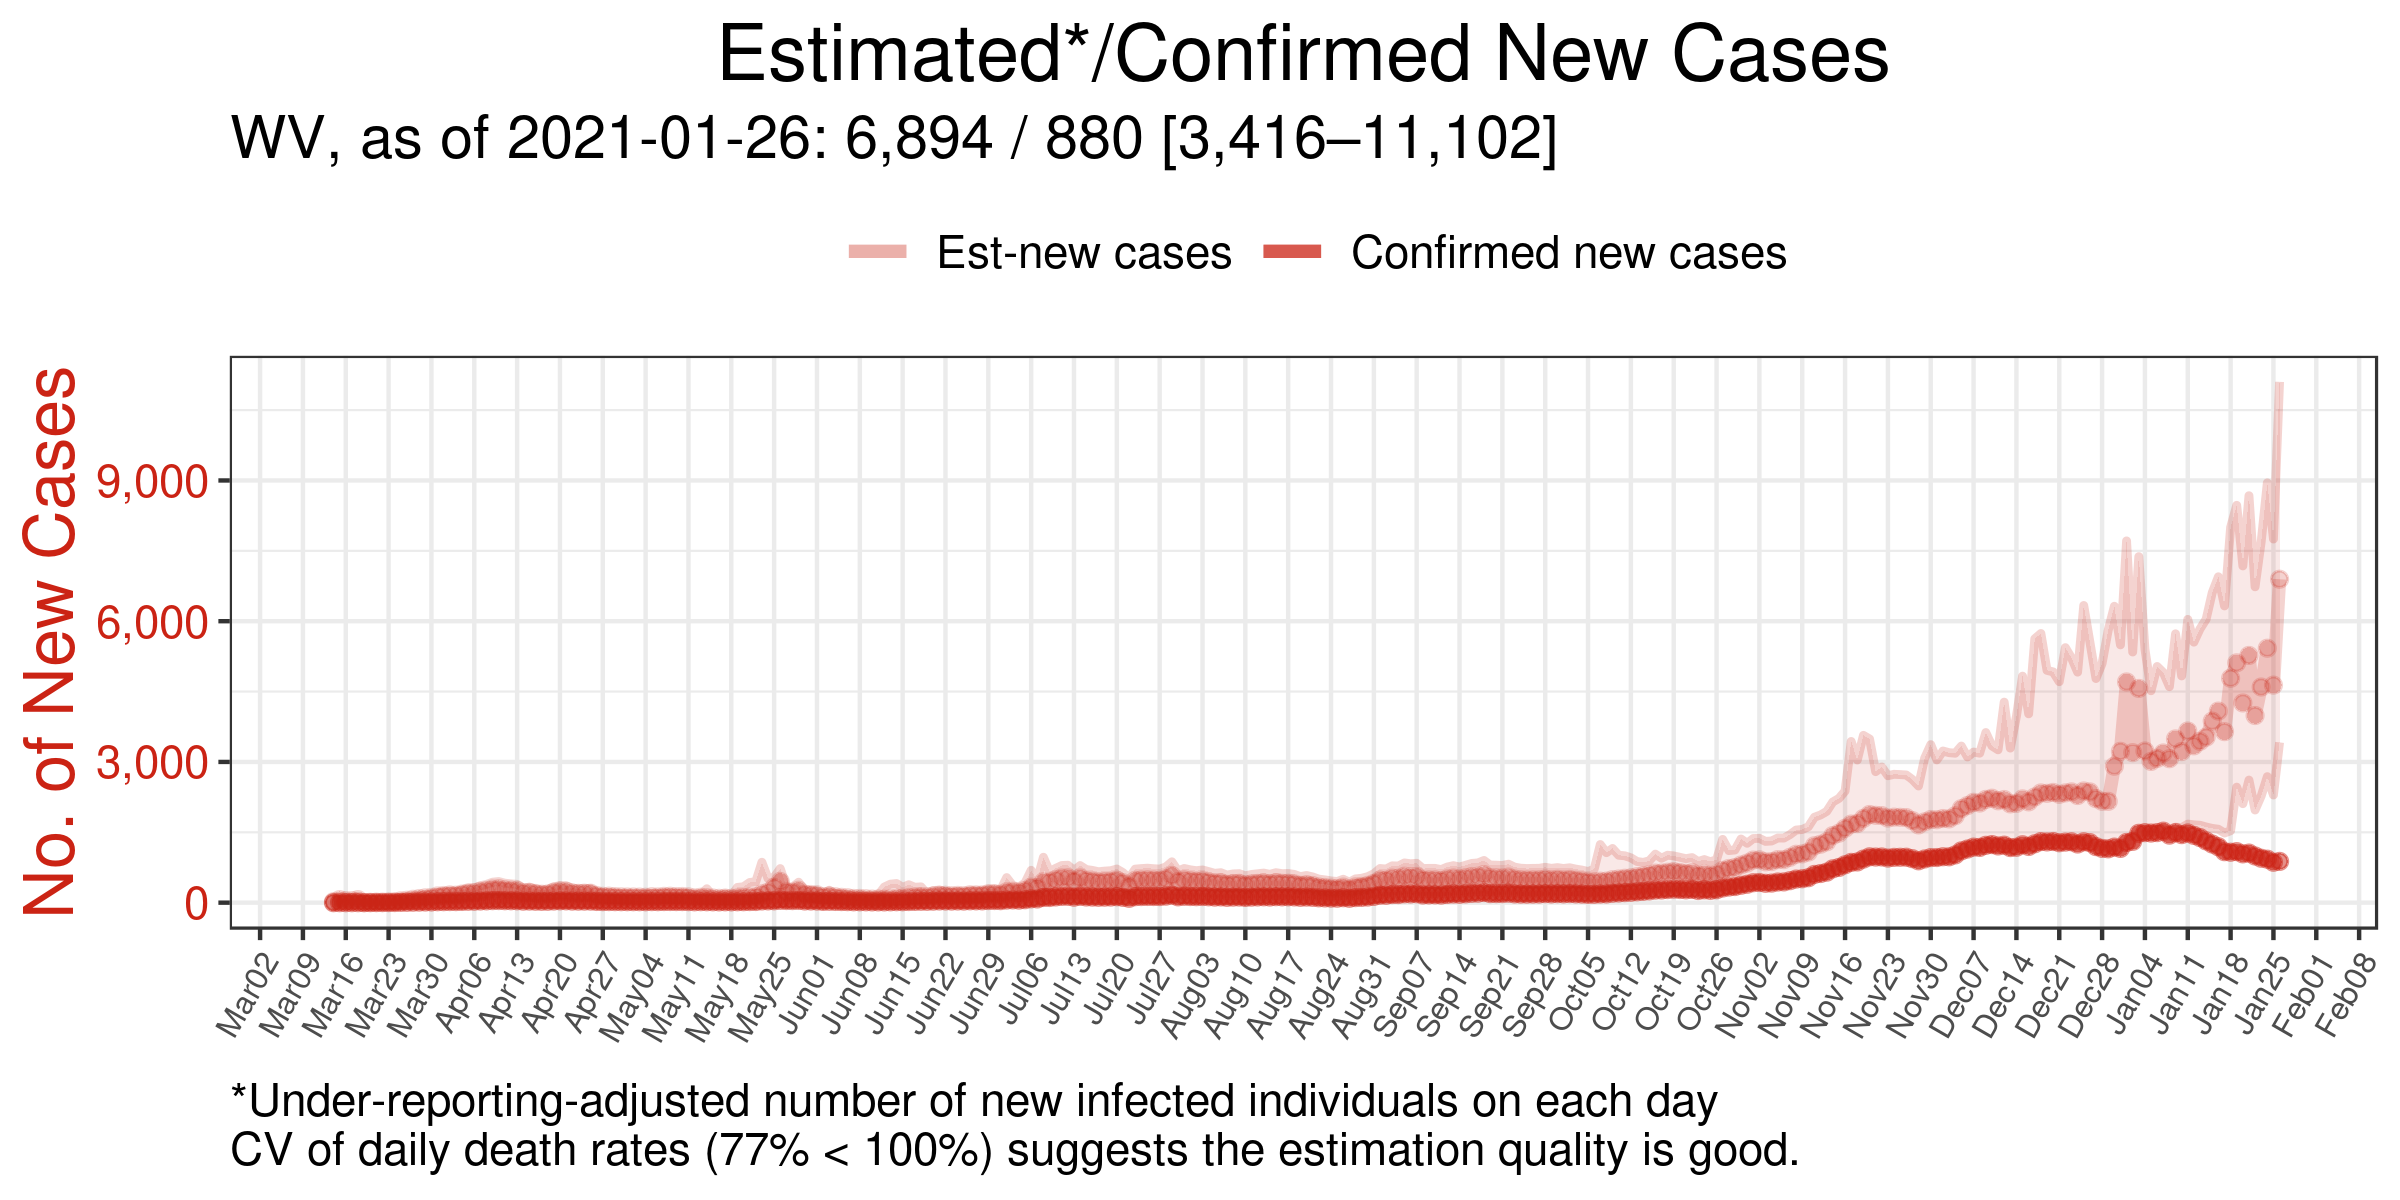 Estimated*/Confirmed New Cases
WV, as of 2021-01-26: 6,894 / 880 [3,416–11,102]
Est-new cases Confirmed new cases
No. of New Cases
9,000
6,000
3,000
0
Mar02 Mar09 Mar16 Mar23 Mar30 Apr06 Apr13 Apr20 Apr27 May04 May11 May18 May25 Jun01 Jun08 Jun15 Jun22 Jun29 Jul06 Jul13 Jul20 Jul27 Aug03 Aug10 Aug17 Aug24 Aug31 Sep07 Sep14 Sep21 Sep28 Oct05 Oct12 Oct19 Oct26 Nov02 Nov09 Nov16 Nov23 Nov30 Dec07 Dec14 Dec21 Dec28 Jan04 Jan11 Jan18 Jan25 Feb01 Feb08
*Under-reporting-adjusted number of new infected individuals on each day
CV of daily death rates (77% < 100%) suggests the estimation quality is good.